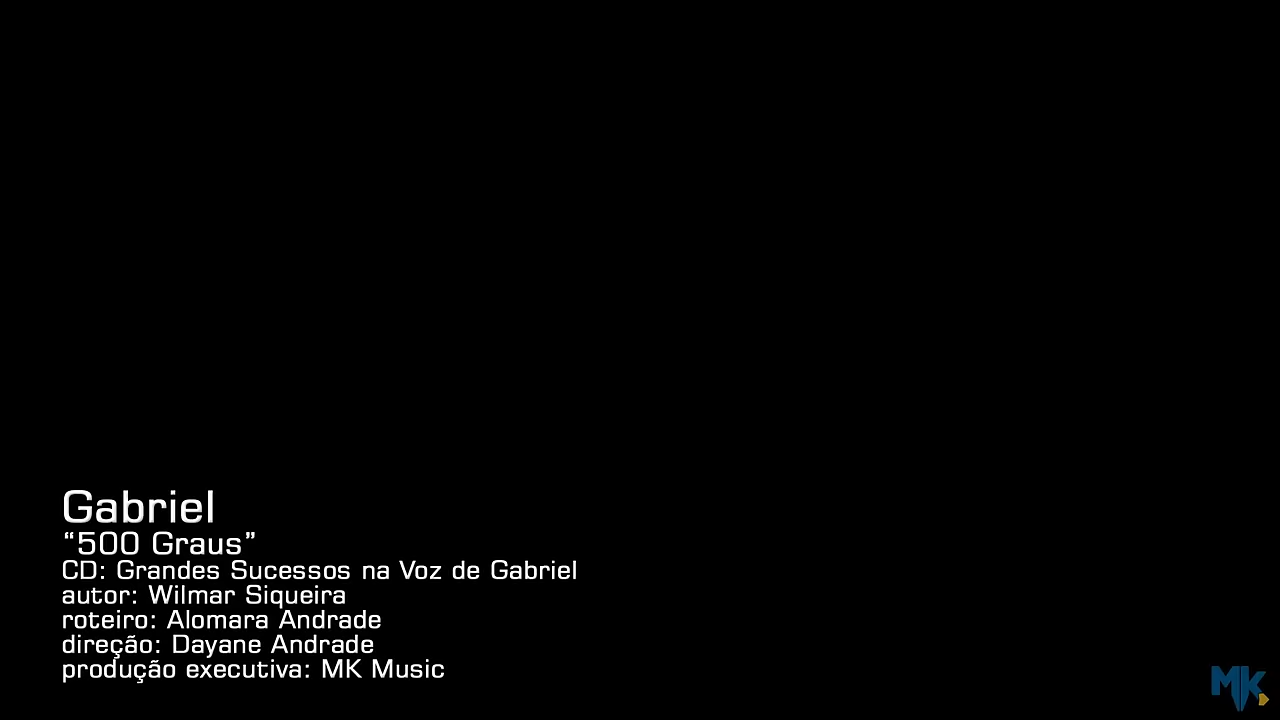 Gabriel
“500 Graus”
CD: Grandes Sucessos na Voz de Gabriel
autor: Wilmar Siqueira
roteiro: Alomara Andrade
direção: Dayane Andrade
produção executiva: MK Music
MK